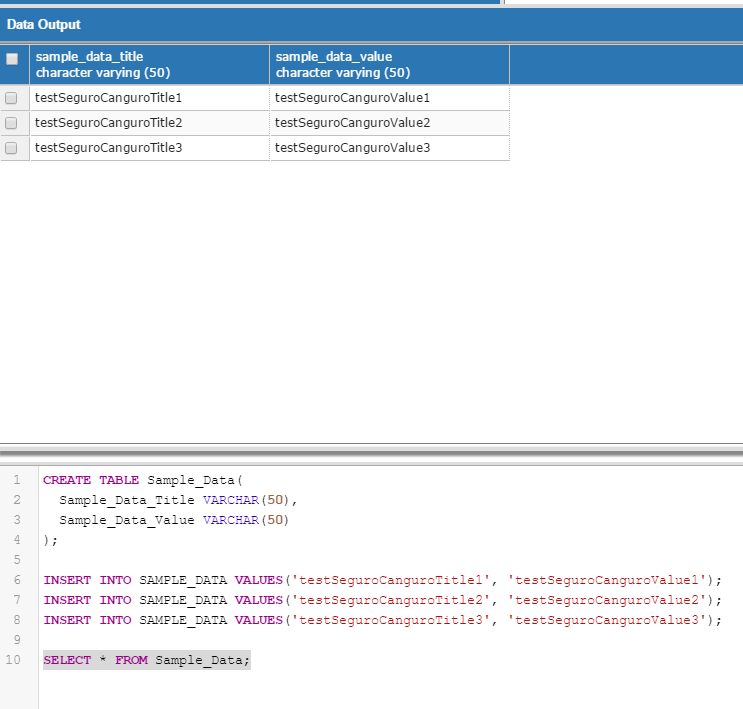 Data Output
sample_data_title sample_data_value
character varying (50) character varying (50)
testSeguroCanguroTitle1 testSeguroCanguroValue1
testSeguroCanguroTitle2 testSeguroCanguroValue2
testSeguroCanguroTitle3 testSeguroCanguroValue3
1 CREATE TABLE Sample_Data(
2   Sample_Data_Title VARCHAR(50),
3   Sample_Data_Value VARCHAR(50)
4 );
5
6 INSERT INTO SAMPLE_DATA VALUES('testSeguroCanguroTitle1', 'testSeguroCanguroValue1');
7 INSERT INTO SAMPLE_DATA VALUES('testSeguroCanguroTitle2', 'testSeguroCanguroValue2');
8 INSERT INTO SAMPLE_DATA VALUES('testSeguroCanguroTitle3', 'testSeguroCanguroValue3');
9
10 SELECT * FROM Sample_Data;